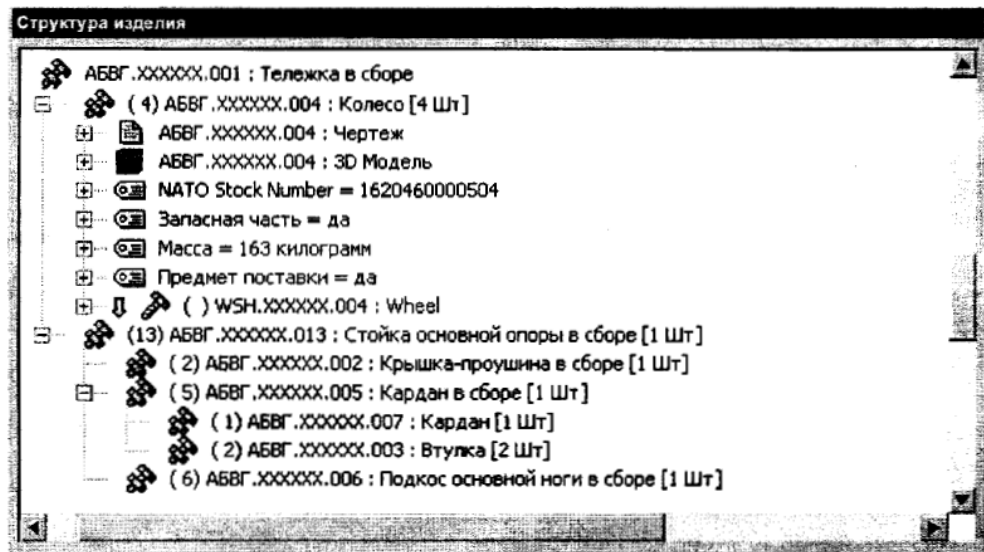 Структура изделия
АБВГ.XXXXXX.001 : Тележка в сборе
( 4) АБВГ.XXXXXX.004 : Колесо [4 Шт]
АБВГ.XXXXXX.004 : Чертеж
АБВГ.XXXXXX.004 : 3D Модель
NATO Stock Number = 1620460000504
Запасная часть = да
Масса = 163 килограмм
Предмет поставки = да
( ) WSH.XXXXXX.004 : Wheel
(13) АБВГ.XXXXXX.013 : Стойка основной опоры в сборе [1 Шт]
( 2) АБВГ.XXXXXX.002 : Крышка-проушина в сборе [1 Шт]
( 5) АБВГ.XXXXXX.005 : Кардан в сборе [1 Шт]
( 1) АБВГ.XXXXXX.007 : Кардан [1 Шт]
( 2) АБВГ.XXXXXX.003 : Втулка [2 Шт]
( 6) АБВГ.XXXXXX.006 : Подкос основной ноги в сборе [1 Шт]